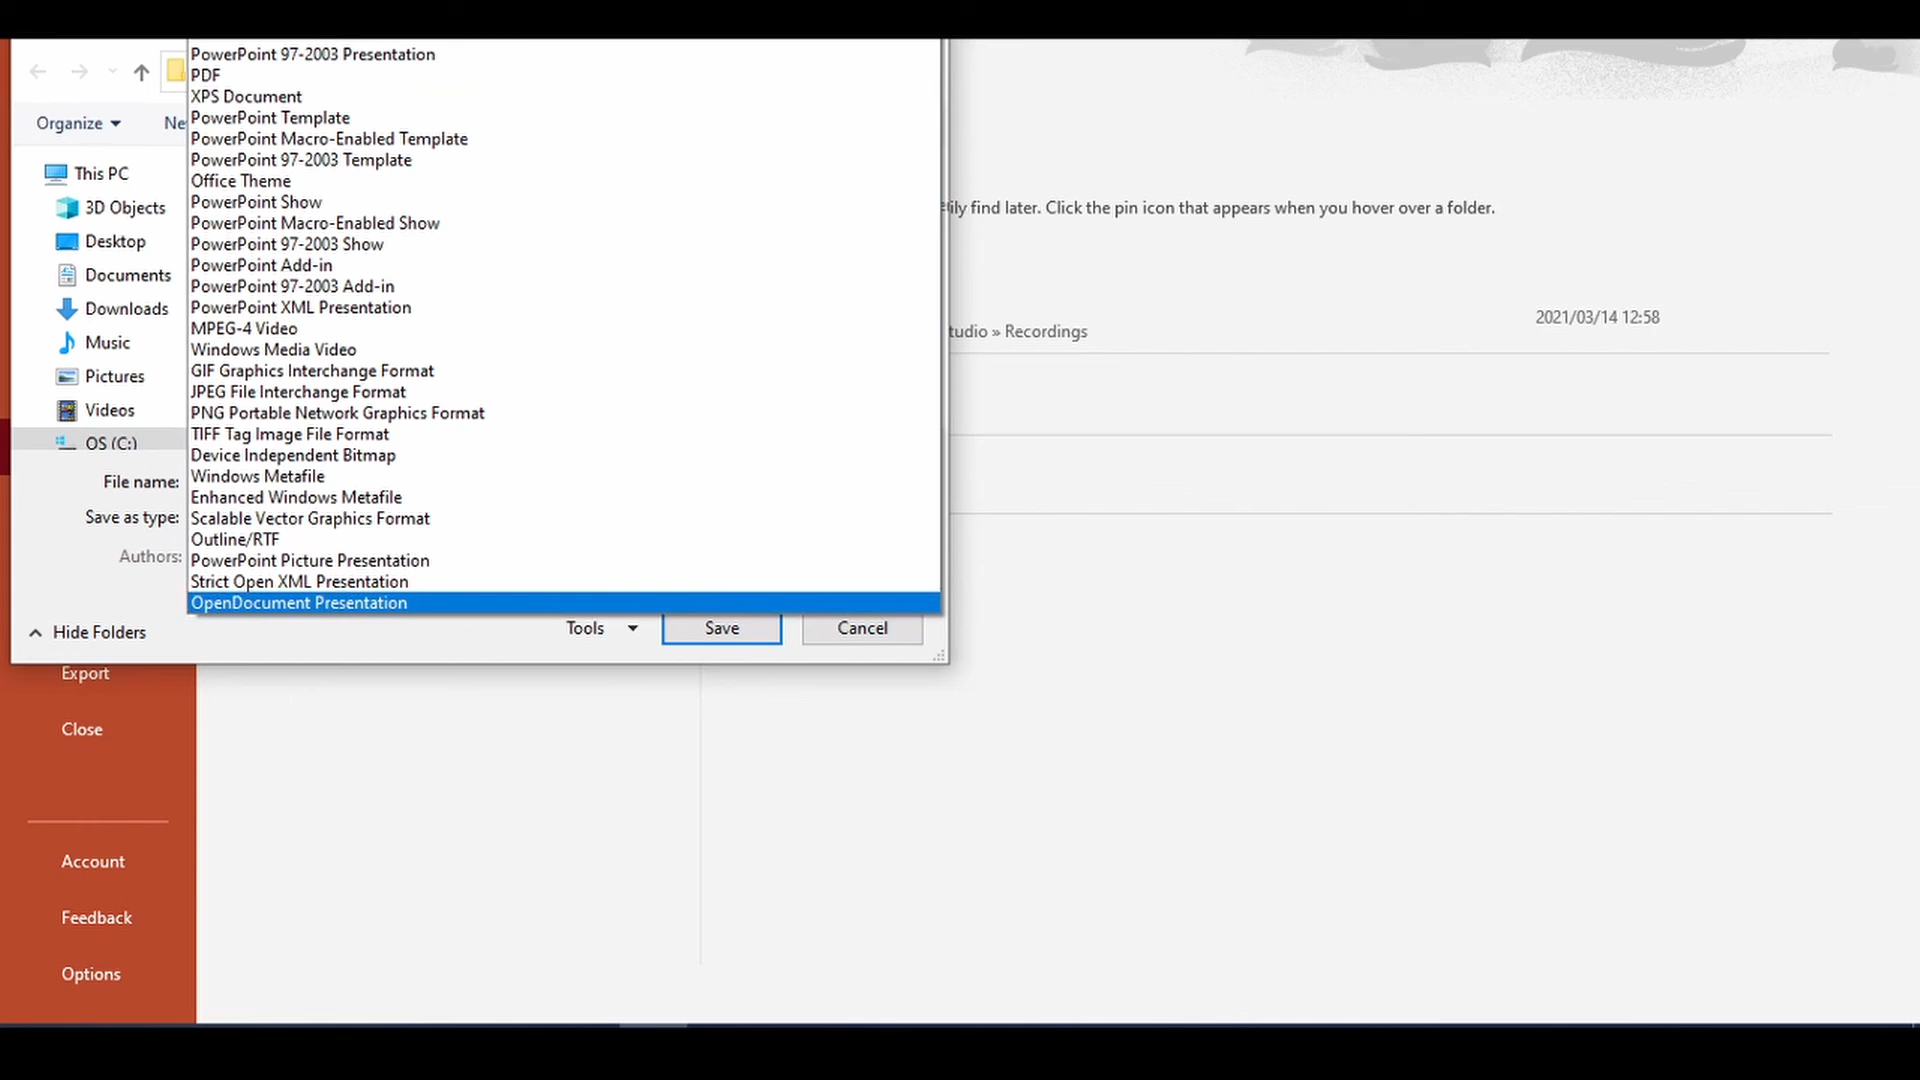 PowerPoint 97-2003 Presentation
PDF
XPS Document
PowerPoint Template
PowerPoint Macro-Enabled Template
PowerPoint 97-2003 Template
Office Theme
PowerPoint Show
PowerPoint Macro-Enabled Show
PowerPoint 97-2003 Show
PowerPoint Add-in
PowerPoint 97-2003 Add-in
PowerPoint XML Presentation
MPEG-4 Video
Windows Media Video
GIF Graphics Interchange Format
JPEG File Interchange Format
PNG Portable Network Graphics Format
TIFF Tag Image File Format
Device Independent Bitmap
Windows Metafile
Enhanced Windows Metafile
Scalable Vector Graphics Format
Outline/RTF
PowerPoint Picture Presentation
Strict Open XML Presentation
OpenDocument Presentation
Organize
This PC
3D Objects
Desktop
Documents
Downloads
Music
Pictures
Videos
OS (C:)
File name:
Save as type:
Authors:
Hide Folders
Tools
Save
Cancel
find later. Click the pin icon that appears when you hover over a folder.
» Recordings
2021/03/14 12:58
Export
Close
Account
Feedback
Options